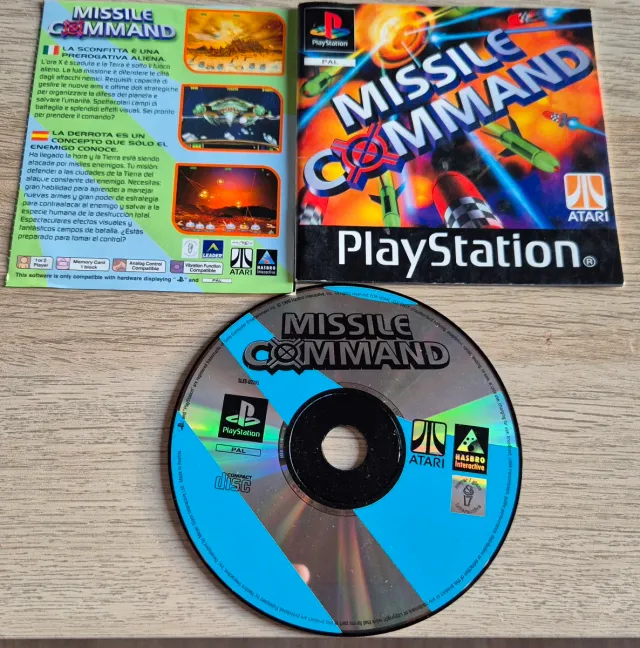 MISSILE
COMMAND
LA SCONFITTA È UNA
PREROGATIVA ALIENA.
L'ora X è scaduta e la Terra è sotto il fuoco
alieno. La tua missione è difendere le città
dagli attacchi nemici. Requisiti: capacità di
gestire le nuove armi e ottime doti strategiche
per organizzare la difesa del pianeta e
salvare l'umanità. Spettacolari campi di
battaglia e splendidi effetti visuali. Sei pronto
per prendere il comando?
LA DERROTA ES UN
CONCEPTO QUE SÓLO EL
ENEMIGO CONOCE.
Ha llegado la hora y la Tierra está siendo
atacada por misiles enemigos. Tu misión:
defender a las ciudades de la Tierra del
ataque constante del enemigo. Necesitas:
gran habilidad para aprender a manejar
nuevas armas y gran poder de estrategia
para contraatacar al enemigo y salvar a la
especie humana de la destrucción total.
Espectaculares efectos visuales y
fantásticos campos de batalla. ¿Estás
preparado para tomar el control?
LEADER
ATARI
HASBRO
Interactive
1 or 2
Player
Memory Card
1 block
Analog Control
Compatible
Vibration Function
Compatible
This software is only compatible with hardware displaying " " and PAL
PlayStation
PAL
MISSILE
COMMAND
ATARI
PlayStation®
MISSILE
COMMAND
PlayStation
PAL
COMPACT
disc
ATARI
HASBRO
Interactive